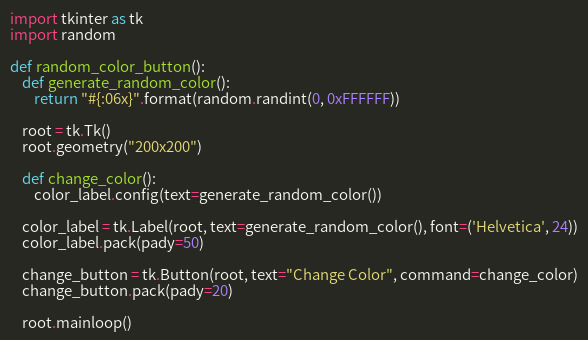 import tkinter as tk
import random

def random_color_button():
    def generate_random_color():
        return "#{:06x}".format(random.randint(0, 0xFFFFFF))

    root = tk.Tk()
    root.geometry("200x200")

    def change_color():
        color_label.config(text=generate_random_color())

    color_label = tk.Label(root, text=generate_random_color(), font=('Helvetica', 24))
    color_label.pack(pady=50)

    change_button = tk.Button(root, text="Change Color", command=change_color)
    change_button.pack(pady=20)

    root.mainloop()